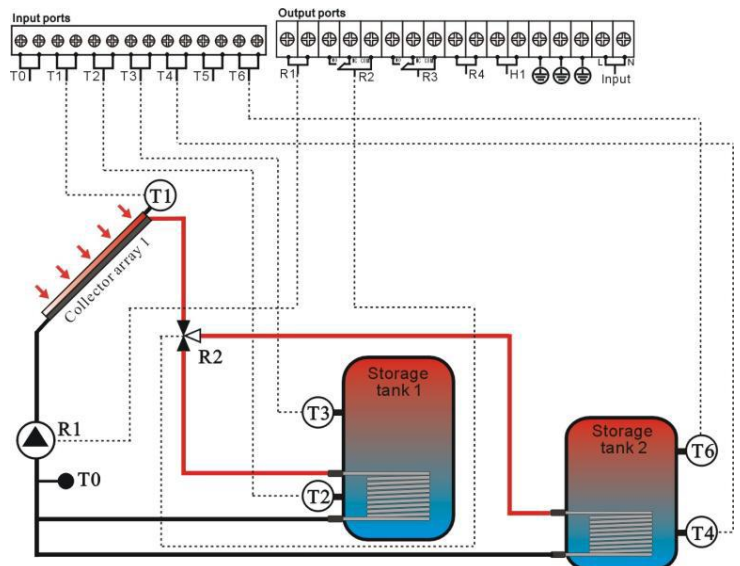 Input ports
Output ports
T0 T1 T2 T3 T4 T5 T6
R1 R2 R3 R4 H1 L N
Input
T1
Collector array 1
R2
Storage
tank 1
T3
R1
Storage
tank 2
T6
T0
T2
T4